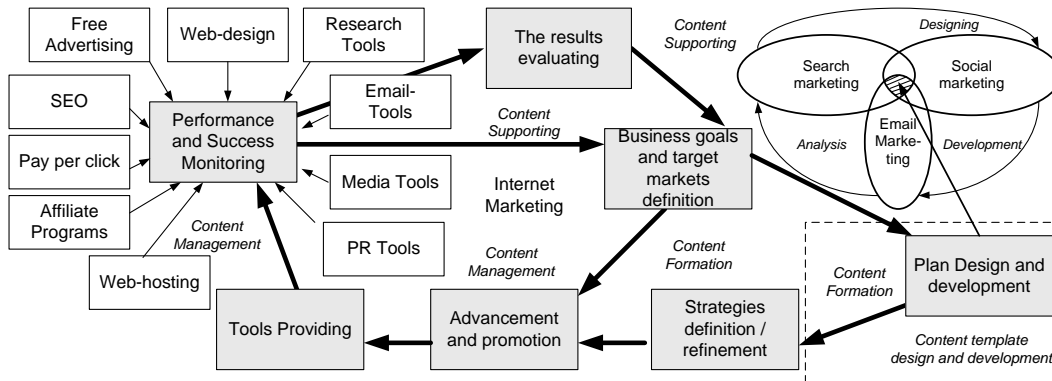 Free
Advertising
Web-design
Research
Tools
The results
evaluating
Content
Supporting
Designing
Search
marketing
Social
marketing
SEO
Performance
and Success
Monitoring
Email-
Tools
Content
Supporting
Business goals
and target
markets
definition
Email
Marke-
ting
Analysis
Development
Pay per click
Media Tools
Internet
Marketing
Affiliate
Programs
Content
Management
PR Tools
Web-hosting
Content
Management
Content
Formation
Content
Formation
Plan Design and
development
Tools Providing
Advancement
and promotion
Strategies
definition /
refinement
Content template
design and development